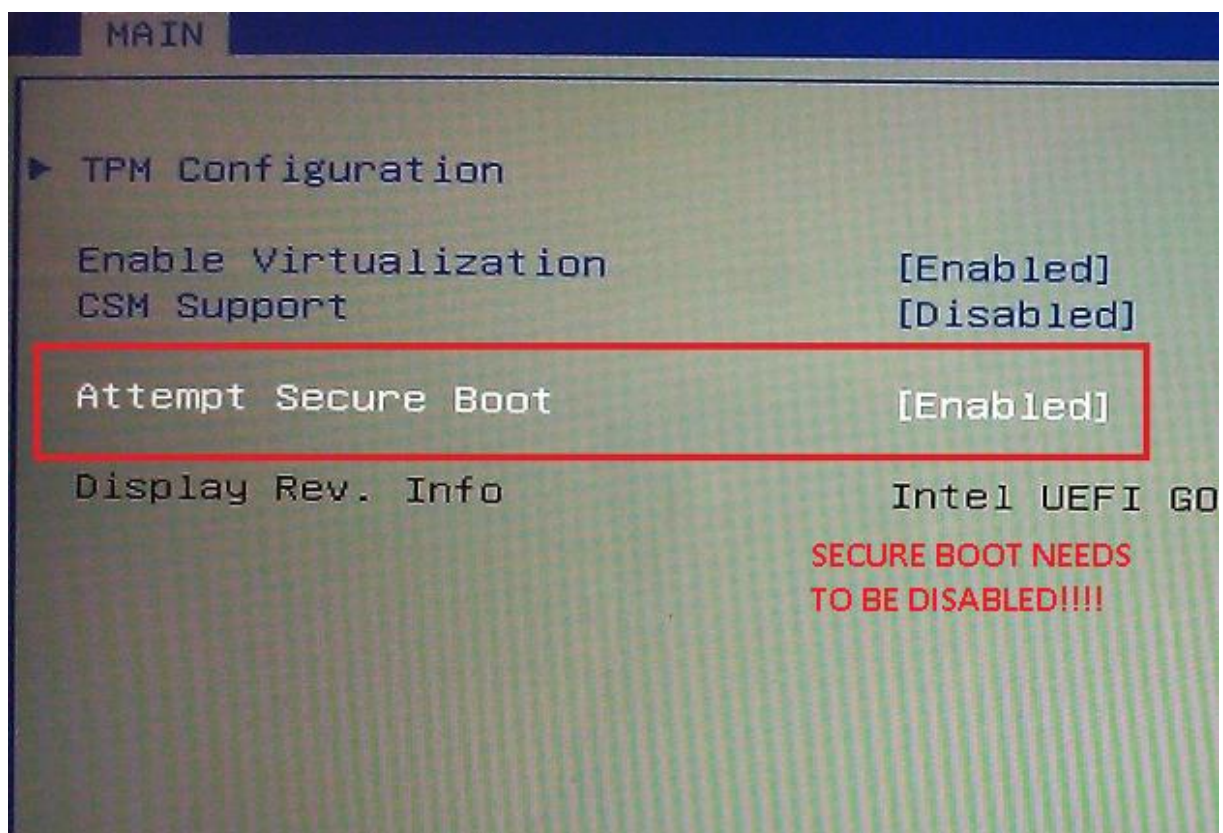 MAIN
TPM Configuration
Enable Virtualization [Enabled]
CSM Support [Disabled]
Attempt Secure Boot [Enabled]
Display Rev. Info Intel UEFI GO
SECURE BOOT NEEDS
TO BE DISABLED!!!!